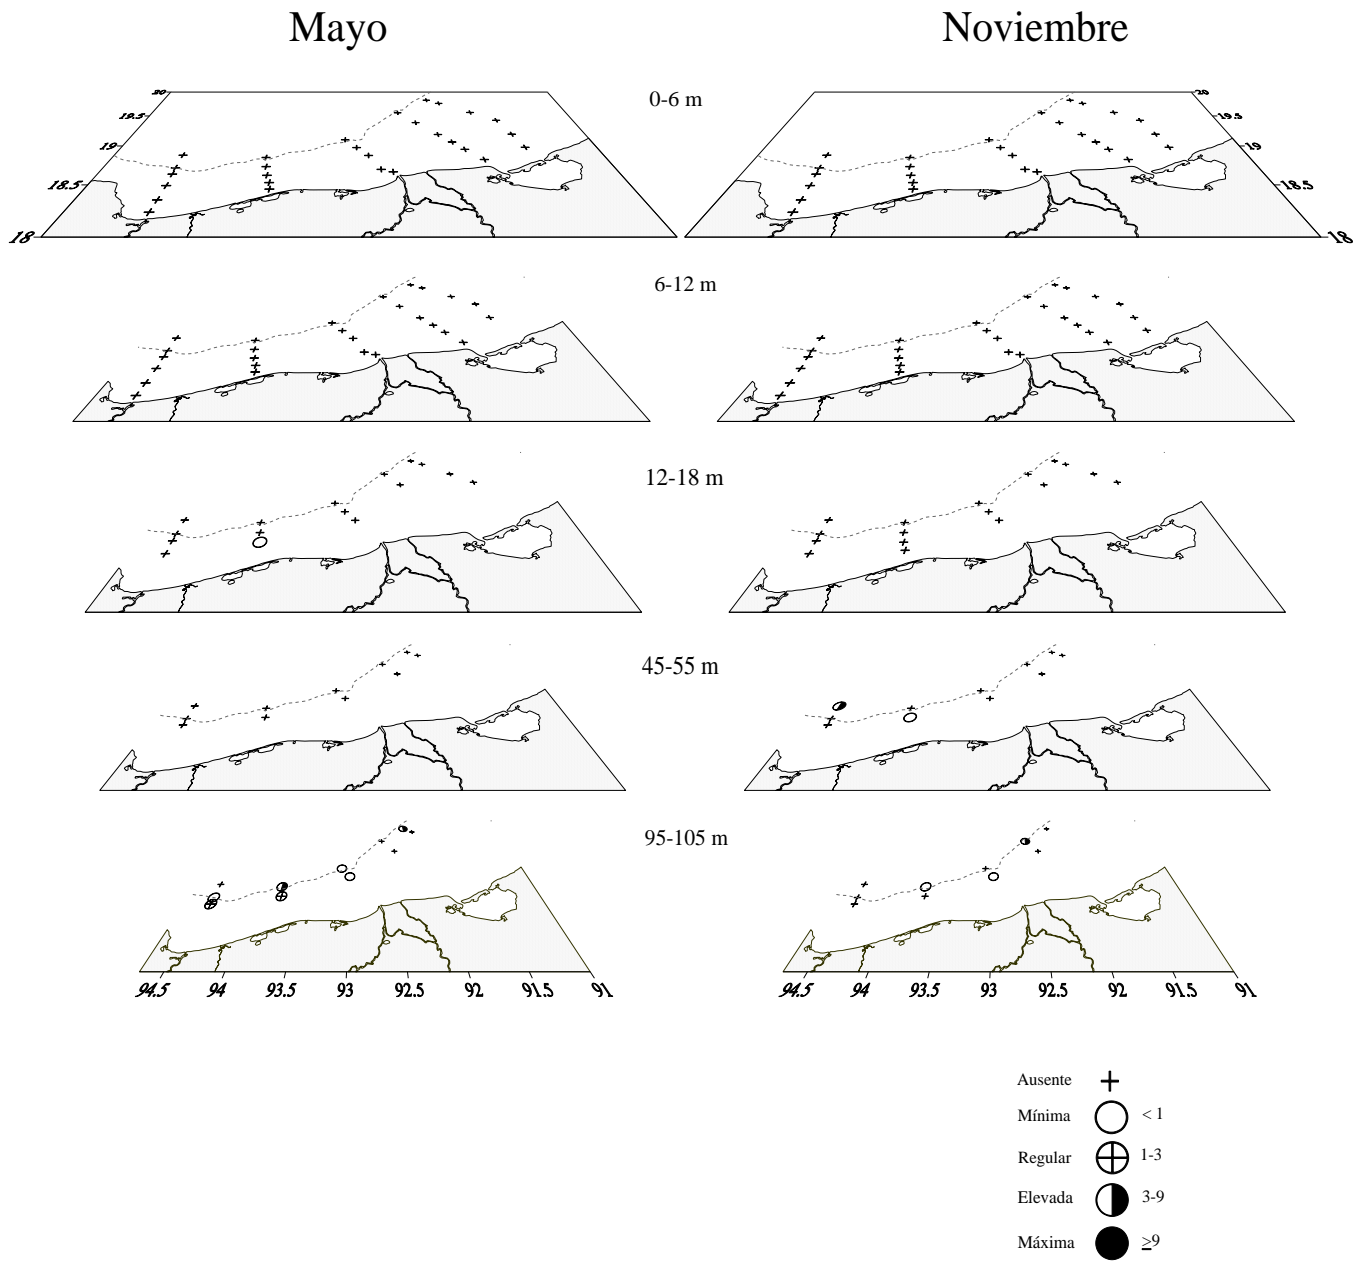 Mayo Noviembre
0-6 m
20 20
19.5 19.5
19 19
18.5 18.5
18 18
6-12 m
12-18 m
45-55 m
95-105 m
94.5 94 93.5 93 92.5 92 91.5 91 94.5 94 93.5 93 92.5 92 91.5 91
Ausente
Mínima < 1
Regular 1-3
Elevada 3-9
Máxima ≥9